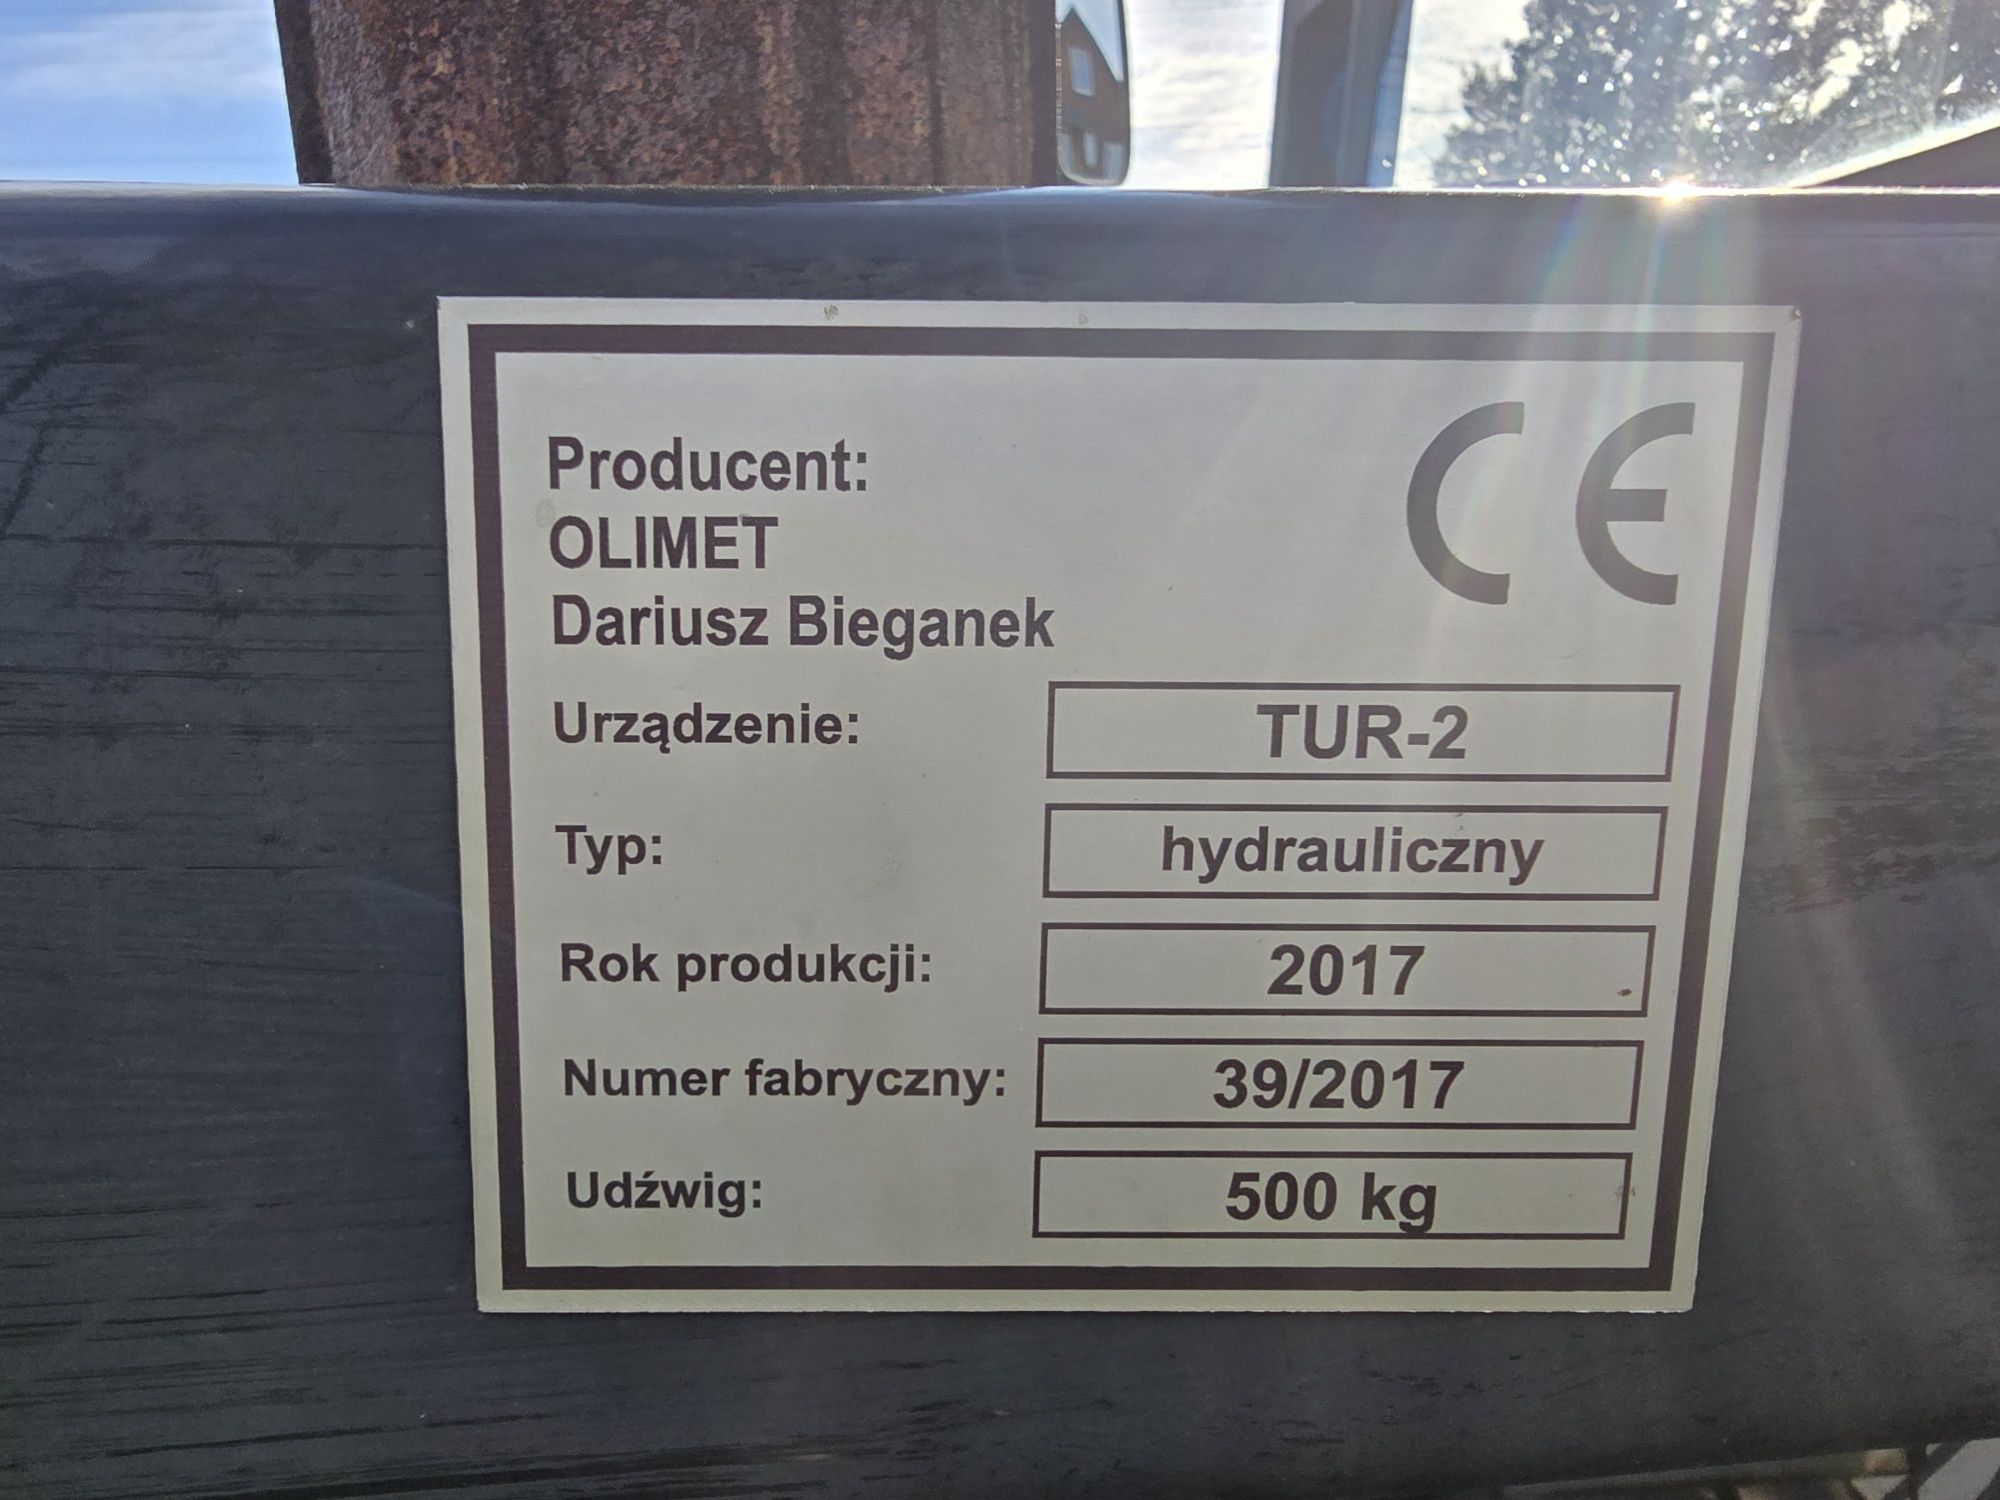 CE
Producent:
OLIMET
Dariusz Bieganek
Urządzenie: TUR-2
Typ: hydrauliczny
Rok produkcji: 2017
Numer fabryczny: 39/2017
Udźwig: 500 kg